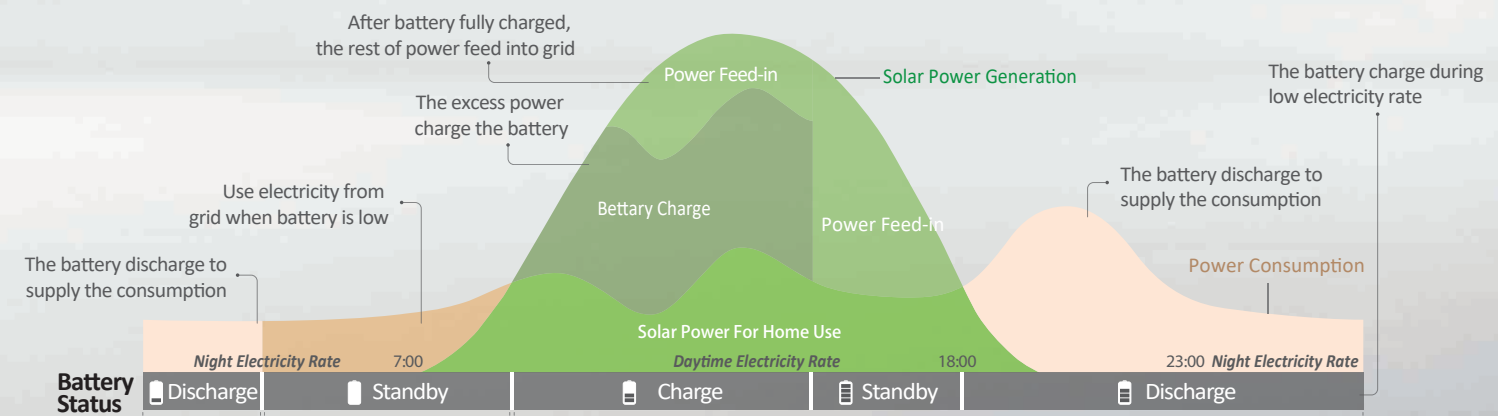 After battery fully charged,
the rest of power feed into grid
Power Feed-in
Solar Power Generation
The battery charge during
low electricity rate
The excess power
charge the battery
Use electricity from
grid when battery is low
Bettary Charge
Power Feed-in
The battery discharge to
supply the consumption
The battery discharge to
supply the consumption
Power Consumption
Solar Power For Home Use
Night Electricity Rate 7:00 Daytime Electricity Rate 18:00 23:00 Night Electricity Rate
Battery
Status
Discharge Standby Charge Standby Discharge